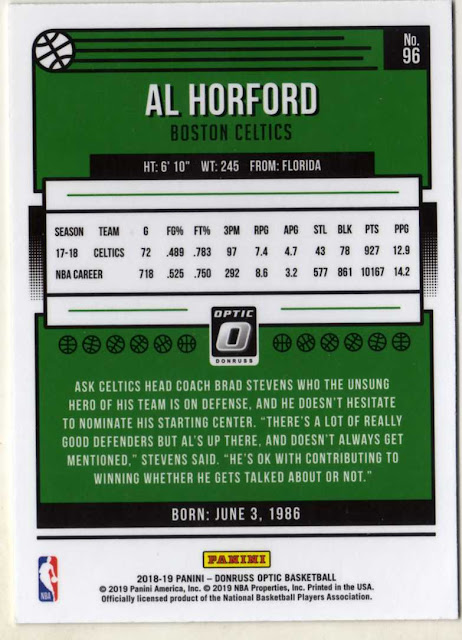 No.
96
AL HORFORD
BOSTON CELTICS
HT: 6' 10" WT: 245 FROM: FLORIDA
SEASON TEAM G FG% FT% 3PM RPG APG STL BLK PTS PPG
17-18 CELTICS 72 .489 .783 97 7.4 4.7 43 78 927 12.9
NBA CAREER 718 .525 .750 292 8.6 3.2 577 861 10167 14.2
OPTIC
DONRUSS
ASK CELTICS HEAD COACH BRAD STEVENS WHO THE UNSUNG
HERO OF HIS TEAM IS ON DEFENSE, AND HE DOESN'T HESITATE
TO NOMINATE HIS STARTING CENTER. “THERE'S A LOT OF REALLY
GOOD DEFENDERS BUT AL'S UP THERE, AND DOESN'T ALWAYS GET
MENTIONED,” STEVENS SAID. “HE'S OK WITH CONTRIBUTING TO
WINNING WHETHER HE GETS TALKED ABOUT OR NOT.”
BORN: JUNE 3, 1986
PANINI
NBA
2018-19 PANINI – DONRUSS OPTIC BASKETBALL
© 2019 Panini America, Inc. © 2019 NBA Properties, Inc. Printed in the USA.
Officially licensed product of the National Basketball Players Association.